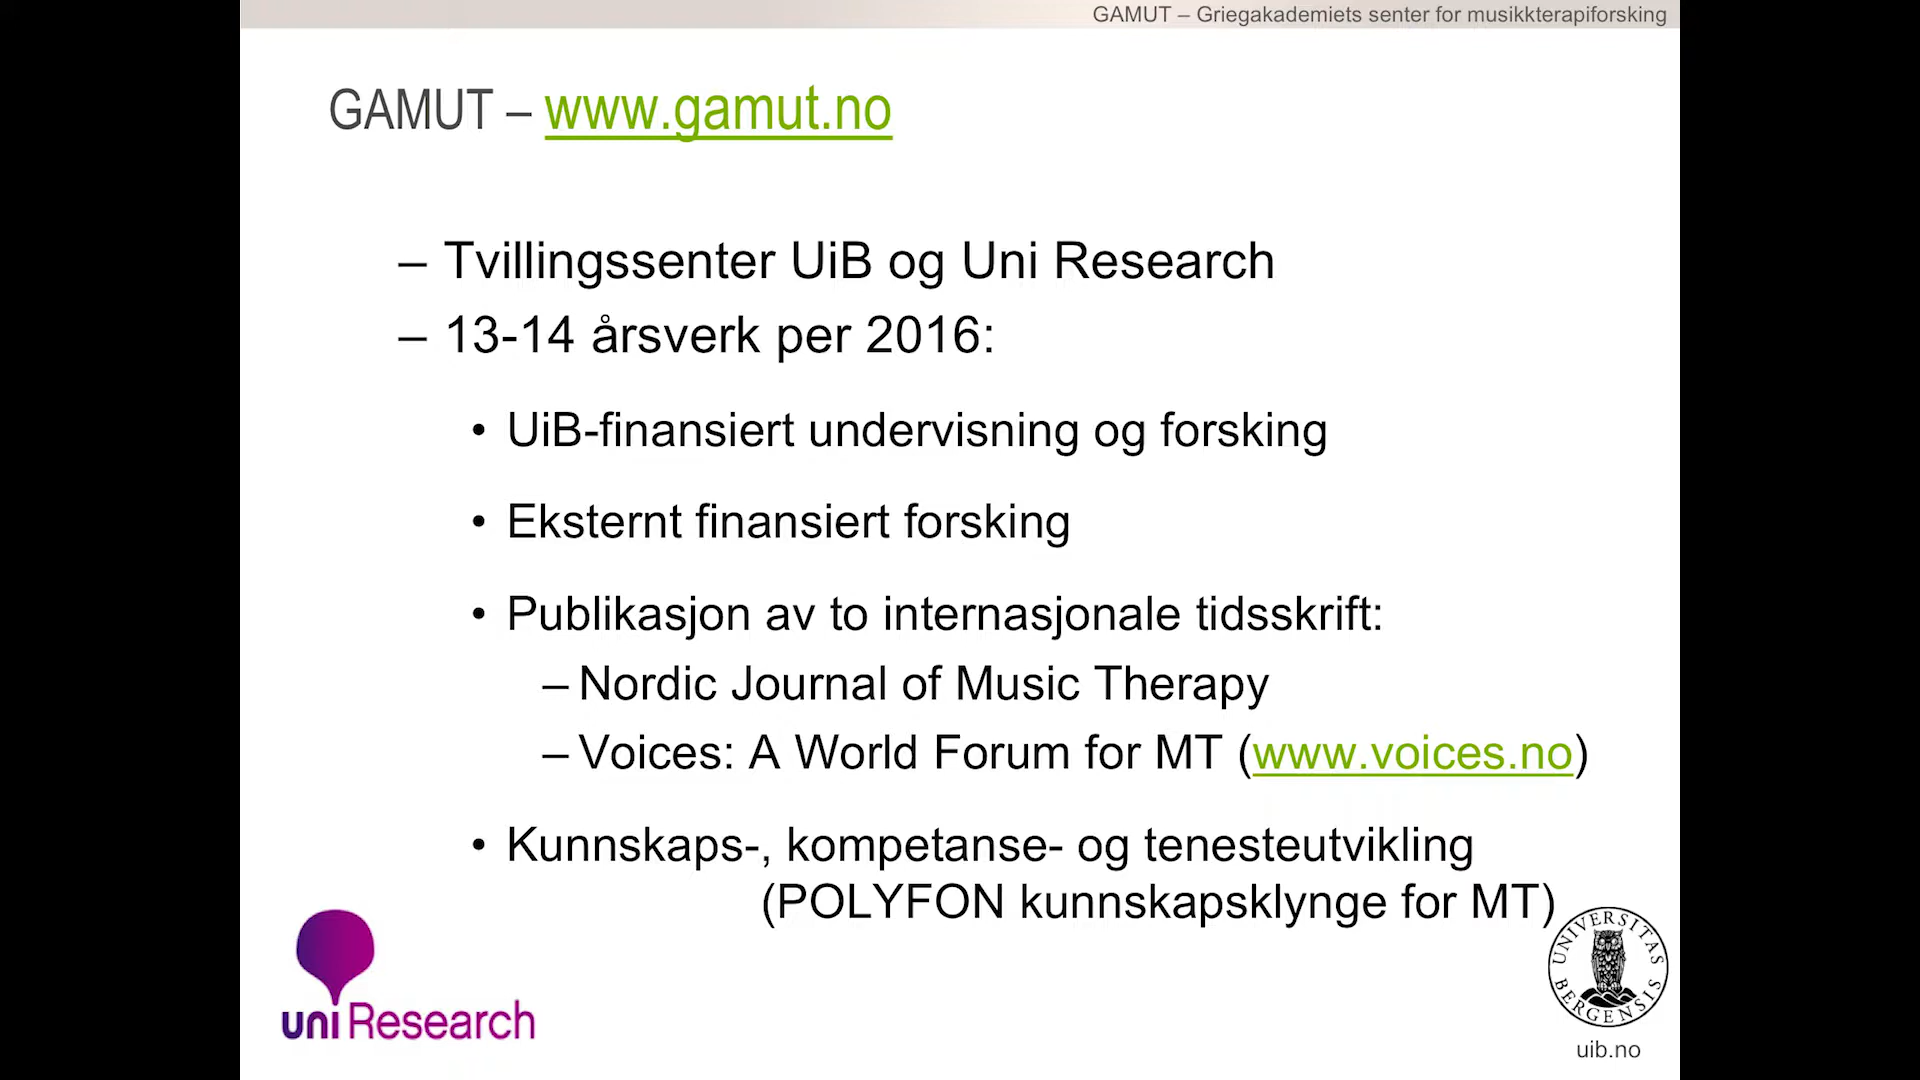 GAMUT – Griegakademiets senter for musikkterapiforsking
GAMUT – www.gamut.no
– Tvillingssenter UiB og Uni Research
– 13-14 årsverk per 2016:
• UiB-finansiert undervisning og forsking
• Eksternt finansiert forsking
• Publikasjon av to internasjonale tidsskrift:
– Nordic Journal of Music Therapy
– Voices: A World Forum for MT (www.voices.no)
• Kunnskaps-, kompetanse- og tenesteutvikling
(POLYFON kunnskapsklynge for MT)
uni Research
UNIVERSITAS BERGENSIS
uib.no